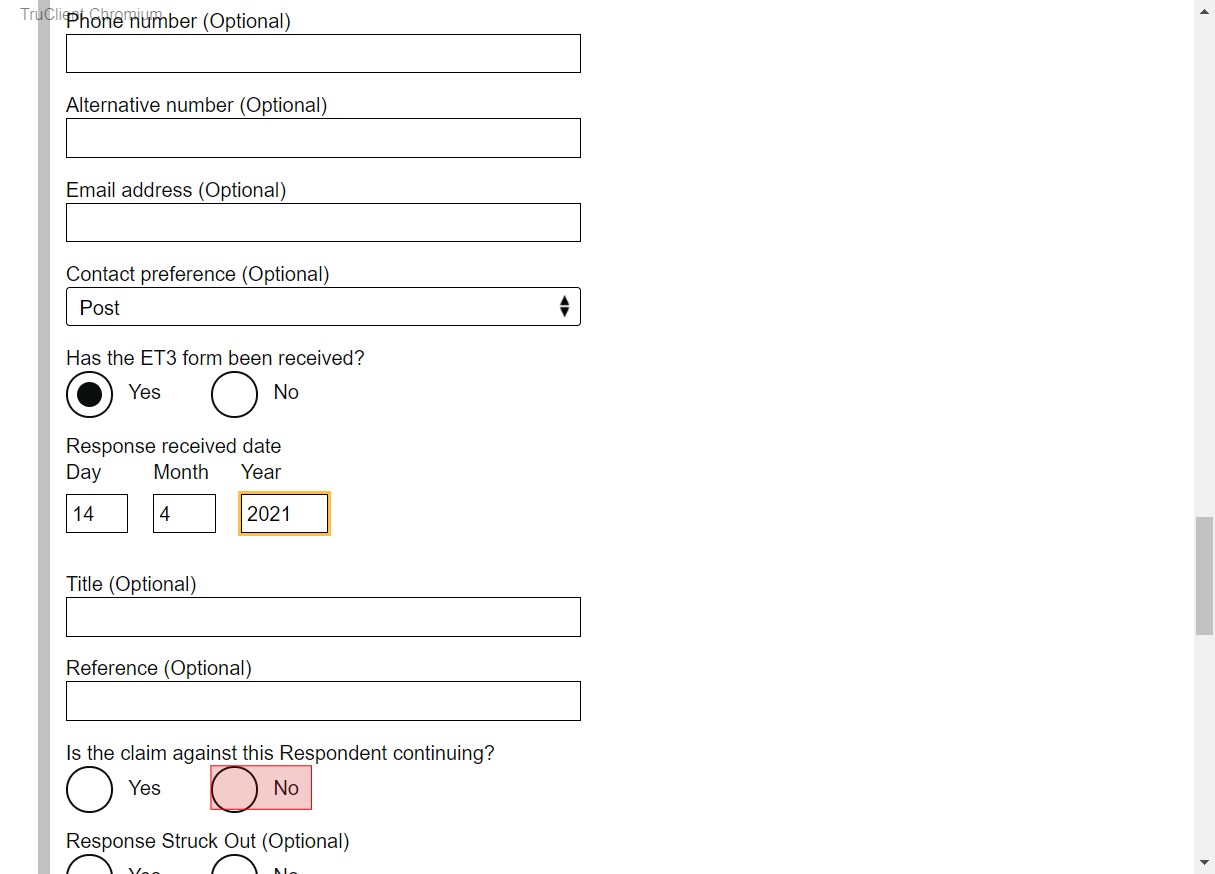 TruClient Chromium
Phone number (Optional)
Alternative number (Optional)
Email address (Optional)
Contact preference (Optional)
Post
Has the ET3 form been received?
Yes No
Response received date
Day Month Year
14 4 2021
Title (Optional)
Reference (Optional)
Is the claim against this Respondent continuing?
Yes No
Response Struck Out (Optional)
Yes No